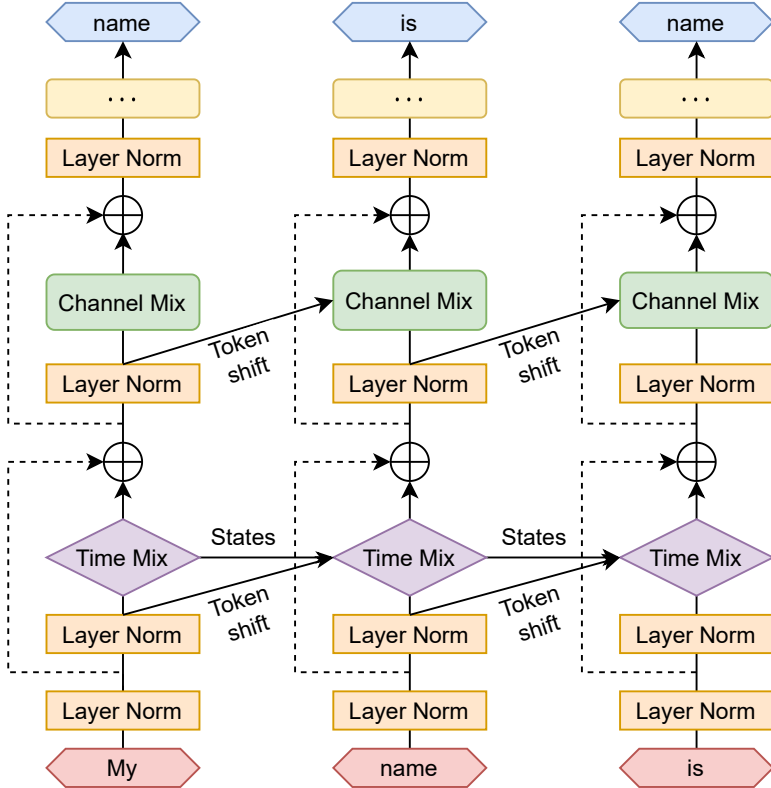 name is name
... ... ...
Layer Norm Layer Norm Layer Norm
Channel Mix Channel Mix Channel Mix
Token
shift
Token
shift
Layer Norm Layer Norm Layer Norm
States States
Time Mix Time Mix Time Mix
Token
shift
Token
shift
Layer Norm Layer Norm Layer Norm
Layer Norm Layer Norm Layer Norm
My name is